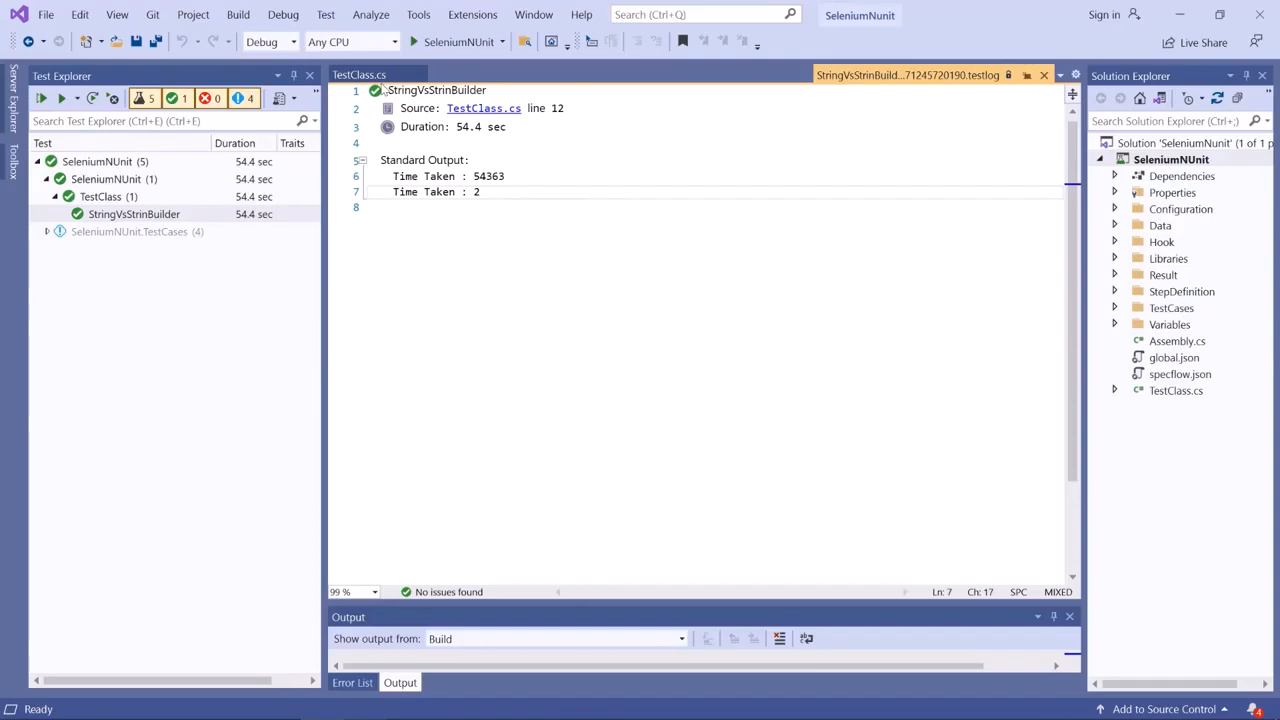 File Edit View Git Project Build Debug Test Analyze Tools Extensions Window Help Search (Ctrl+Q) SeleniumNunit Sign in
Debug Any CPU SeleniumNUnit Live Share
Server Explorer
Toolbox
Test Explorer
5 1 0 4
Search Test Explorer (Ctrl+E)
Test Duration Traits
SeleniumNUnit (5) 54.4 sec
SeleniumNUnit (1) 54.4 sec
TestClass (1) 54.4 sec
StringVsStrinBuilder 54.4 sec
SeleniumNUnit.TestCases (4)
TestClass.cs StringVsStrinBuild...71245720190.testlog
1 StringVsStrinBuilder
2 Source: TestClass.cs line 12
3 Duration: 54.4 sec
4
5 Standard Output:
6 Time Taken : 54363
7 Time Taken : 2
8
99 % No issues found Ln: 7 Ch: 17 SPC MIXED
Output
Show output from: Build
Error List Output
Solution Explorer
Search Solution Explorer (Ctrl+;)
Solution 'SeleniumNUnit' (1 of 1 p
SeleniumNUnit
Dependencies
Properties
Configuration
Data
Hook
Libraries
Result
StepDefinition
TestCases
Variables
Assembly.cs
global.json
specflow.json
TestClass.cs
Ready Add to Source Control 4